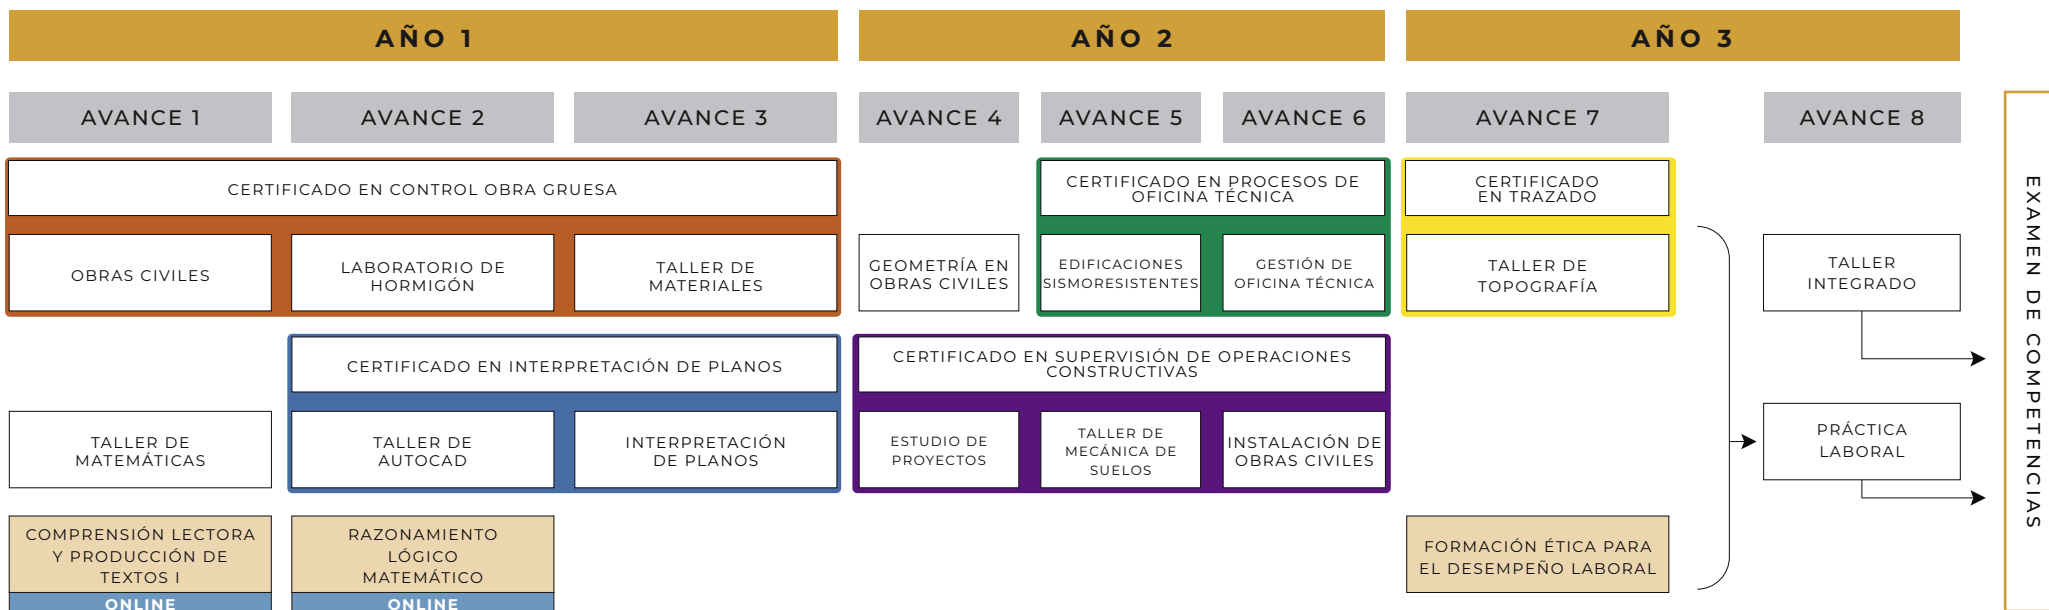 AÑO 1
AÑO 2
AÑO 3
AVANCE 1
AVANCE 2
AVANCE 3
AVANCE 4
AVANCE 5
AVANCE 6
AVANCE 7
AVANCE 8
CERTIFICADO EN CONTROL OBRA GRUESA
CERTIFICADO EN PROCESOS DE
OFICINA TÉCNICA
CERTIFICADO
EN TRAZADO
OBRAS CIVILES
LABORATORIO DE
HORMIGÓN
TALLER DE
MATERIALES
GEOMETRÍA EN
OBRAS CIVILES
EDIFICACIONES
SISMORESISTENTES
GESTIÓN DE
OFICINA TÉCNICA
TALLER DE
TOPOGRAFÍA
TALLER
INTEGRADO
CERTIFICADO EN INTERPRETACIÓN DE PLANOS
CERTIFICADO EN SUPERVISIÓN DE OPERACIONES
CONSTRUCTIVAS
TALLER DE
MATEMÁTICAS
TALLER DE
AUTOCAD
INTERPRETACIÓN
DE PLANOS
ESTUDIO DE
PROYECTOS
TALLER DE
MECÁNICA DE
SUELOS
INSTALACIÓN DE
OBRAS CIVILES
PRÁCTICA
LABORAL
COMPRENSIÓN LECTORA
Y PRODUCCIÓN DE
TEXTOS I
ONLINE
RAZONAMIENTO
LÓGICO
MATEMÁTICO
ONLINE
FORMACIÓN ÉTICA PARA
EL DESEMPEÑO LABORAL
EXAMEN DE COMPETENCIAS